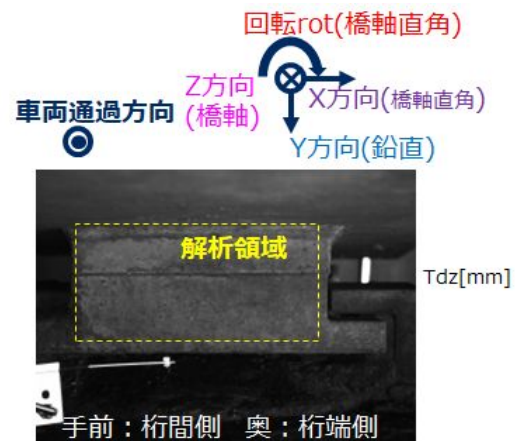 回転rot(橋軸直角)
Z方向
(橋軸)
X方向(橋軸直角)
車両通過方向
Y方向(鉛直)
解析領域
Tdz[mm]
手前：桁間側　奥：桁端側